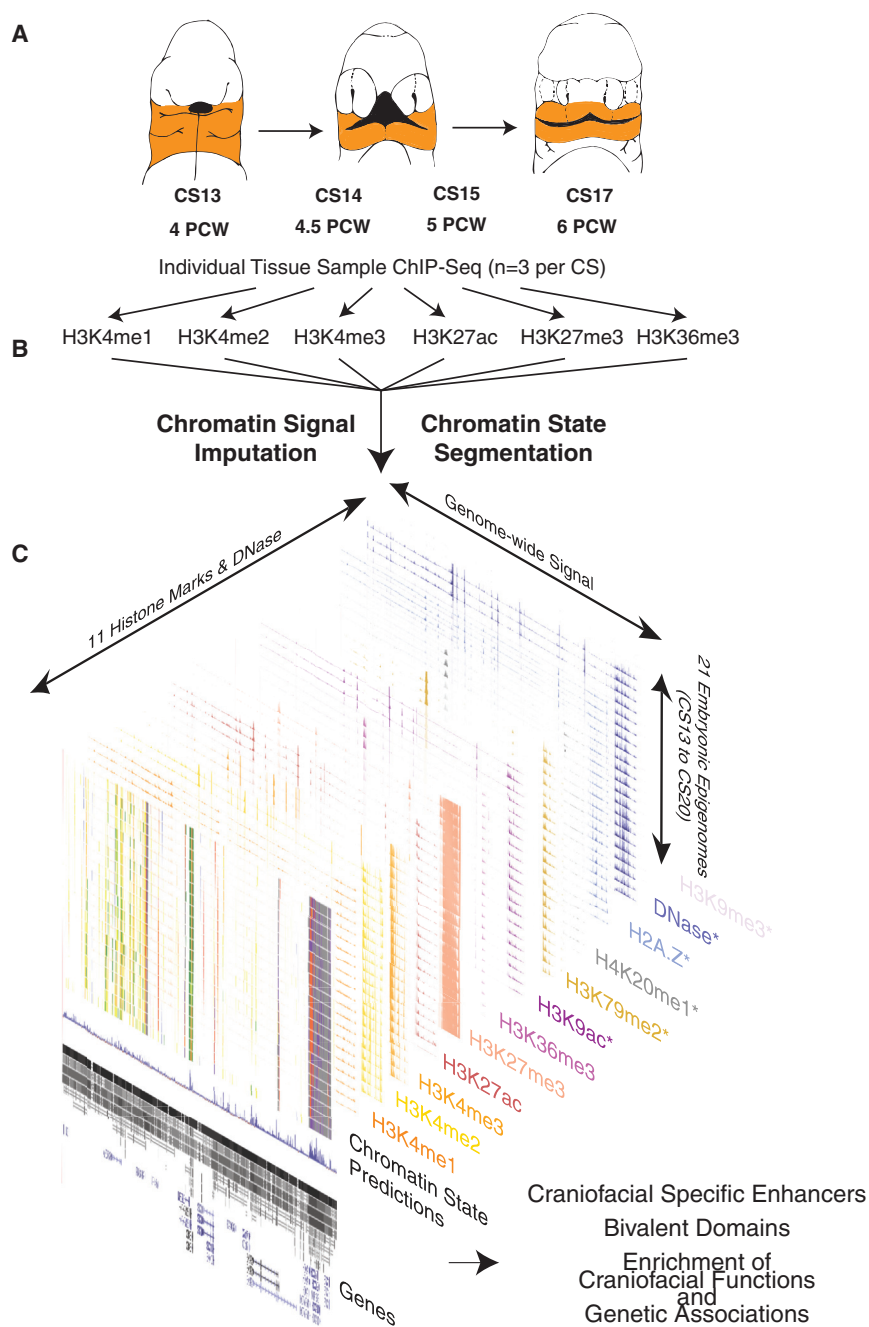 A
CS13
CS14
CS15
CS17
4 PCW
4.5 PCW
5 PCW
6 PCW
Individual Tissue Sample ChIP-Seq (n=3 per CS)
H3K4me1
H3K4me2
H3K4me3
H3K27ac
H3K27me3
H3K36me3
B
Chromatin Signal
Imputation
Chromatin State
Segmentation
C
11 Histone Marks & DNase
Genome-wide Signal
21 Embryonic Epigenomes
(CS13 to CS20)
H3K9me3*
DNase*
H2A.Z*
H4K20me1*
H3K79me2*
H3K9ac*
H3K36me3
H3K27me3
H3K27ac
H3K4me3
H3K4me2
H3K4me1
Chromatin State
Predictions
Genes
Craniofacial Specific Enhancers
Bivalent Domains
Enrichment of
Craniofacial Functions
and
Genetic Associations